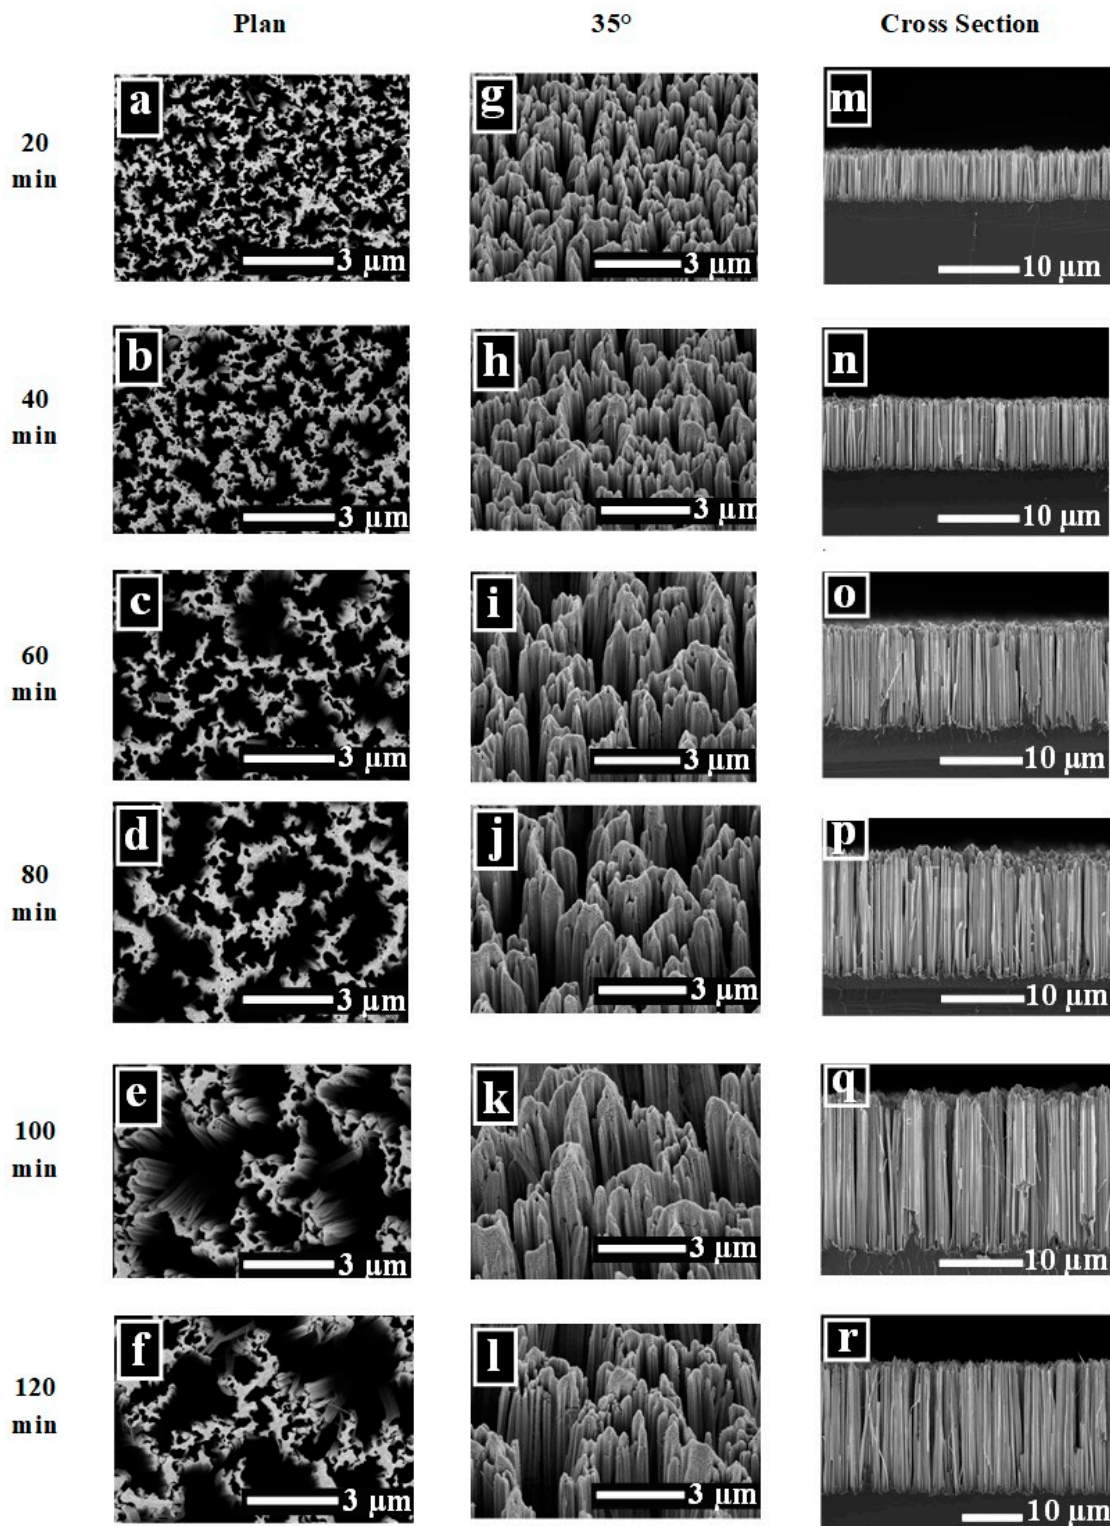 Plan 35° Cross Section
20 min a g m
3 µm 3 µm 10 µm
40 min b h n
3 µm 3 µm 10 µm
60 min c i o
3 µm 3 µm 10 µm
80 min d j p
3 µm 3 µm 10 µm
100 min e k q
3 µm 3 µm 10 µm
120 min f l r
3 µm 3 µm 10 µm